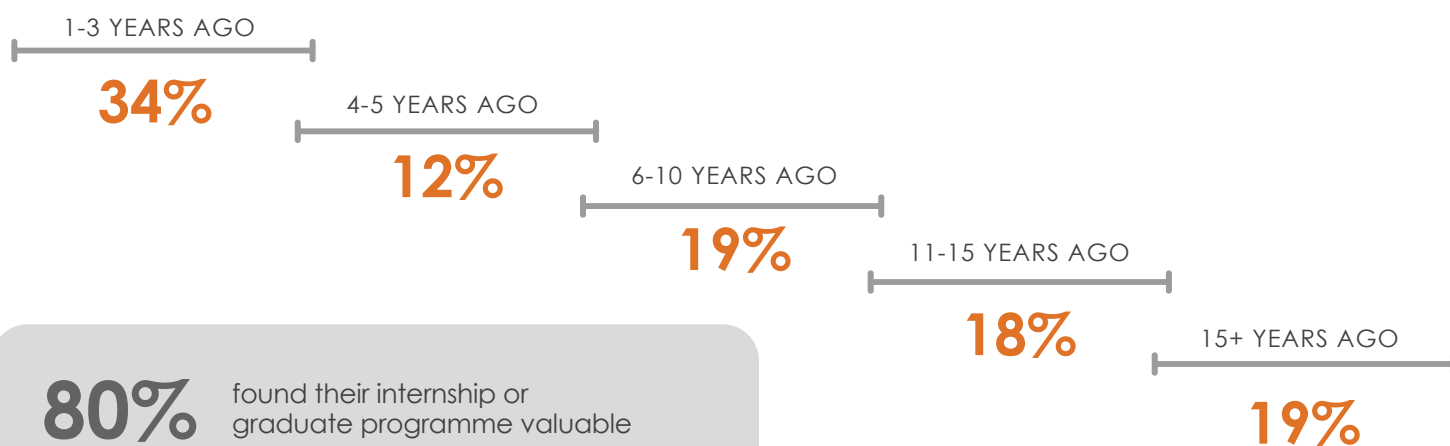 1-3 YEARS AGO
34%
4-5 YEARS AGO
12%
6-10 YEARS AGO
19%
11-15 YEARS AGO
18%
15+ YEARS AGO
19%
80%
found their internship or
graduate programme valuable